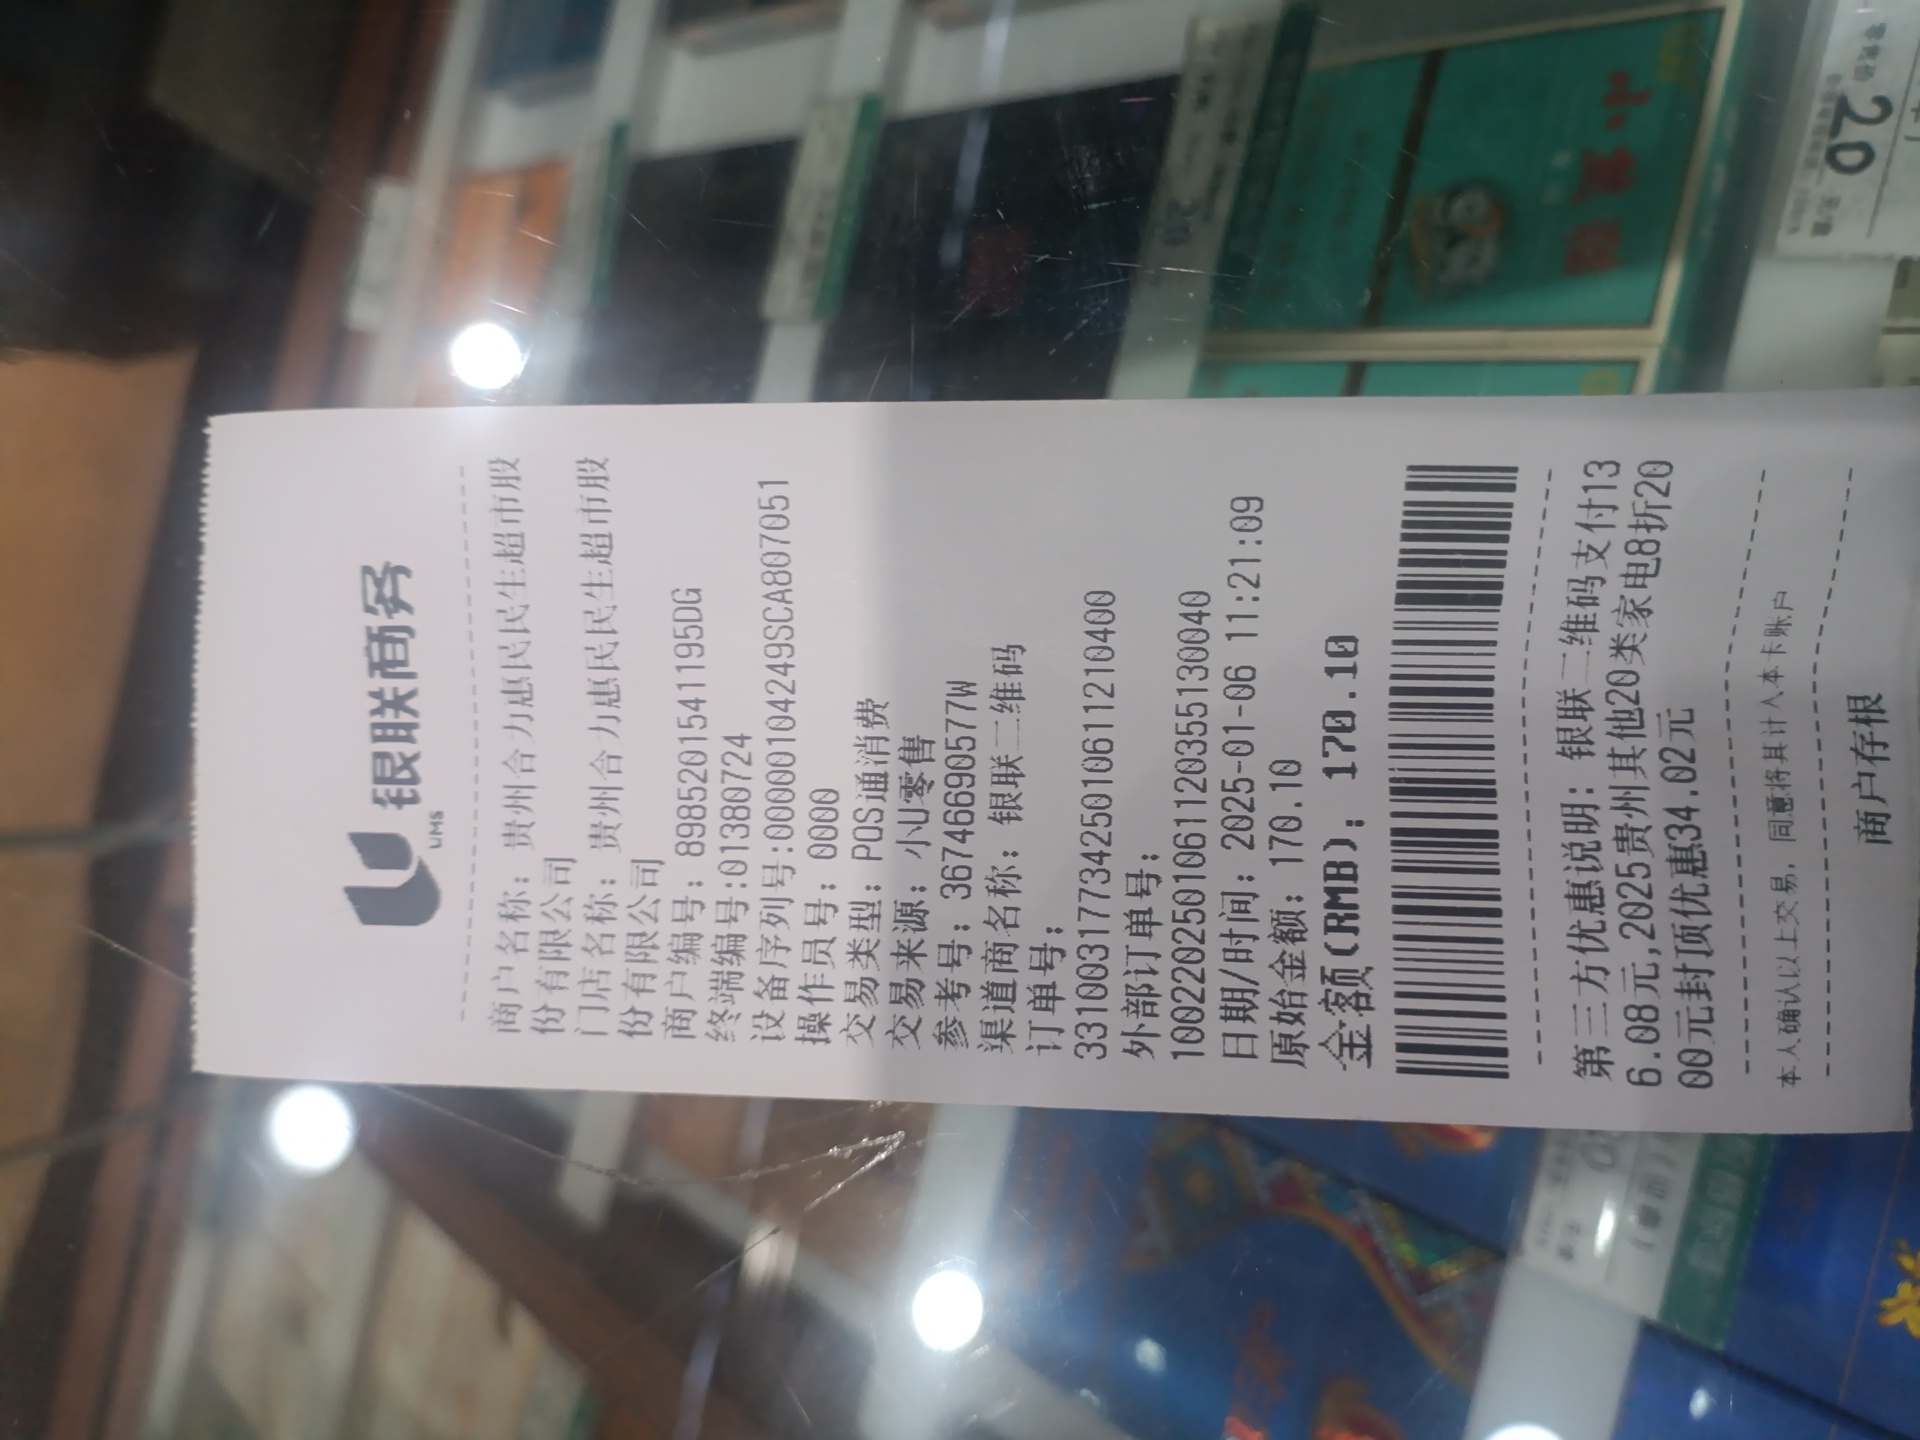 银联商务
UMS
商户名称：贵州合力惠民民生超市股
份有限公司
门店名称：贵州合力惠民民生超市股
份有限公司
商户编号：8985201541195DG
终端编号:01380724
设备序列号:00000104249SCA807051
操作员号：0000
交易类型：POS通消费
交易来源：小U零售
参考号：36746690577W
渠道商名称：银联二维码
订单号：
33100317734250106112210400
外部订单号：
10022025010611203551300​40
日期/时间：2025-01-06 11:21:09
原始金额：170.10
金额(RMB)：170.10
第三方优惠说明：银联二维码支付13
6.08元,2025贵州其他20类家电8折20
00元封顶优惠34.02元
本人确认以上交易，同意将其计入本卡账户
商户存根
20